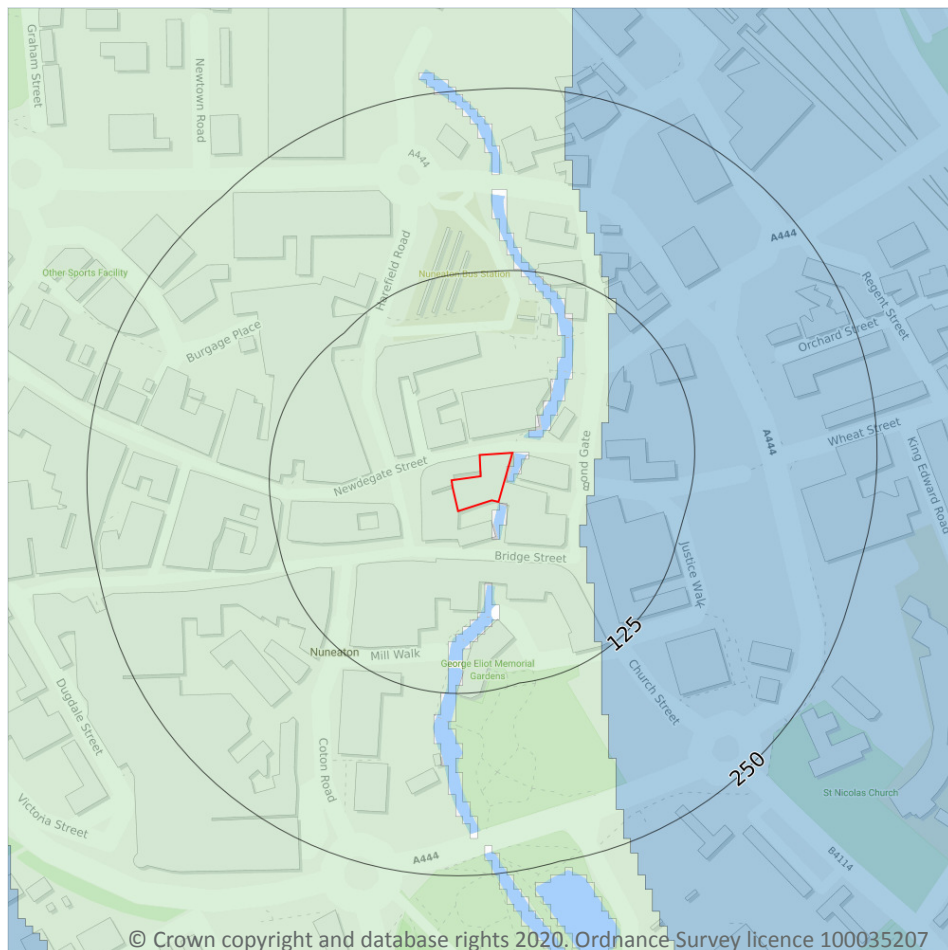 Graham Street
Newtown Road
A444
A444
Other Sports Facility
Harefield Road
Nuneaton Bus Station
Regent Street
Burgage Place
Orchard Street
A444
Wheat Street
King Edward Road
Newdegate Street
Bond Gate
Bridge Street
Justice Walk
125
Nuneaton
Mill Walk
George Eliot Memorial
Gardens
Church Street
Dugdale Street
Coton Road
250
St Nicolas Church
Victoria Street
A444
B4114
© Crown copyright and database rights 2020. Ordnance Survey licence 100035207